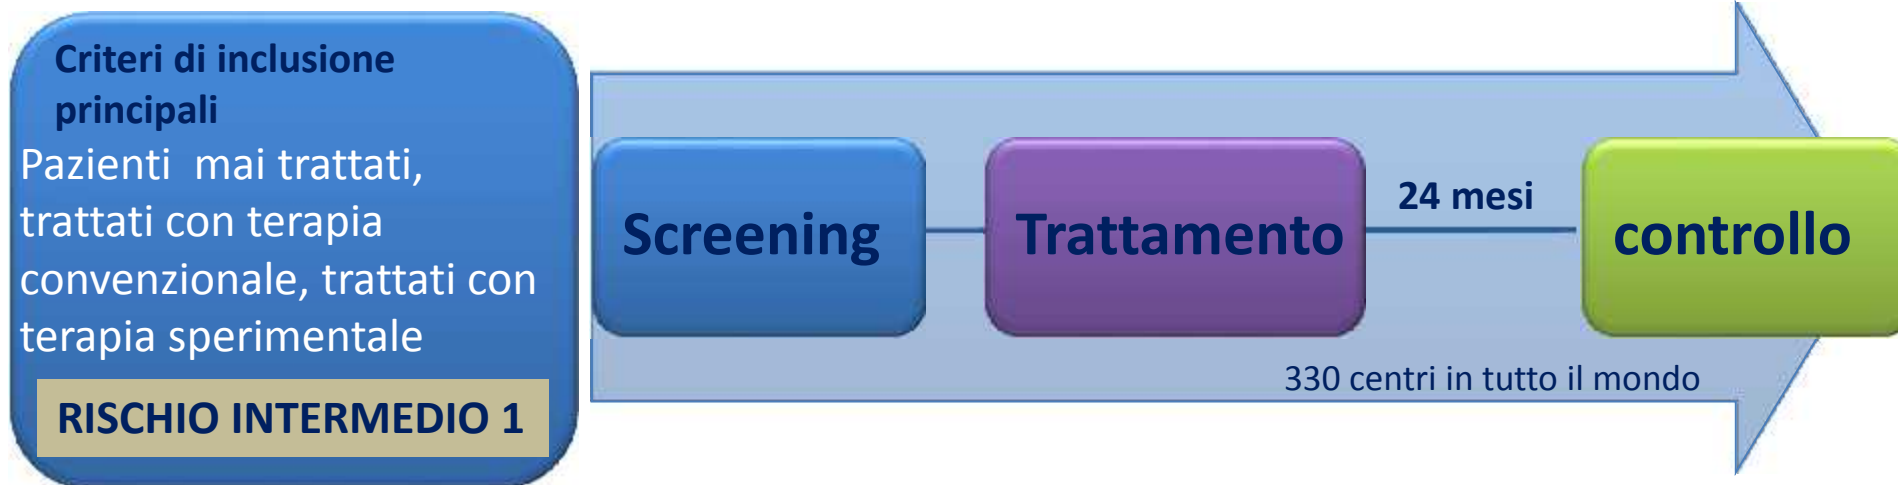 Criteri di inclusione
principali
Pazienti mai trattati,
trattati con terapia
convenzionale, trattati con
terapia sperimentale
RISCHIO INTERMEDIO 1
Screening
Trattamento
24 mesi
controllo
330 centri in tutto il mondo